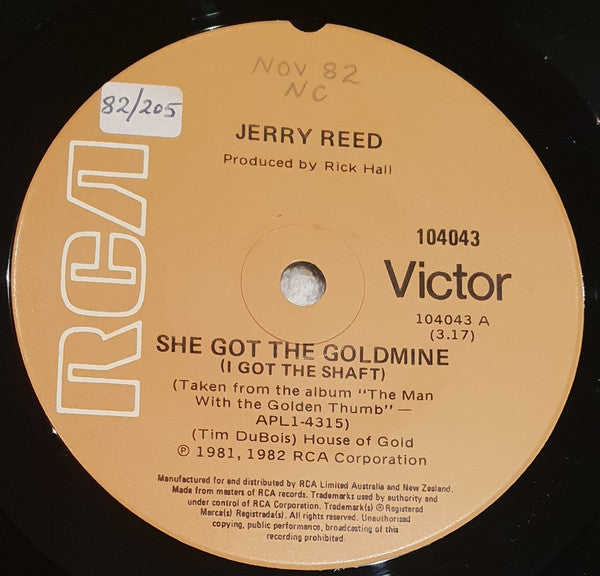 NOV 82
NC
82/205
JERRY REED
Produced by Rick Hall
RCA
104043
Victor
104043 A
(3.17)
SHE GOT THE GOLDMINE
(I GOT THE SHAFT)
(Taken from the album "The Man
With the Golden Thumb" —
APL1-4315)
(Tim DuBois) House of Gold
℗ 1981, 1982 RCA Corporation
Manufactured for and distributed by RCA Limited Australia and New Zealand.
Made from masters of RCA records. Trademarks used by authority and
under control of RCA Corporation. Trademark(s) ® Registered
Marca(s) Registrada(s). All rights reserved. Unauthorized
copying, public performance, broadcasting of this
recording prohibited.